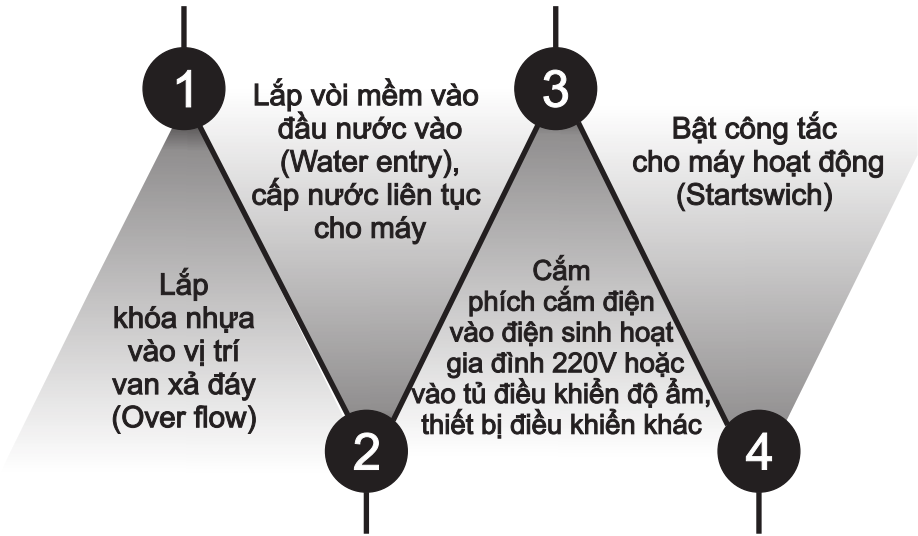 1
Lắp
khóa nhựa
vào vị trí
van xả đáy
(Over flow)
2
Lắp vòi mềm vào
đầu nước vào
(Water entry),
cấp nước liên tục
cho máy
3
Cắm
phích cắm điện
vào điện sinh hoạt
gia đình 220V hoặc
vào tủ điều khiển độ ẩm,
thiết bị điều khiển khác
4
Bật công tắc
cho máy hoạt động
(Startswich)